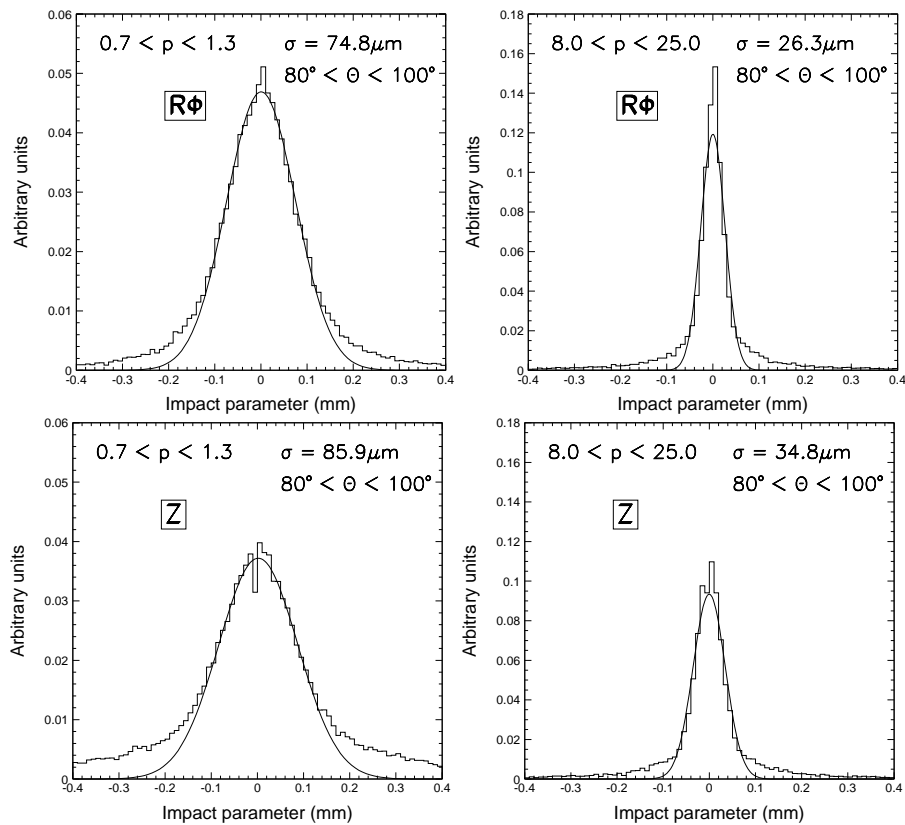 0.06
0.05
0.04
0.03
0.02
0.01
0
-0.4 -0.3 -0.2 -0.1 0 0.1 0.2 0.3 0.4
Arbitrary units
Impact parameter (mm)
0.7 < p < 1.3 σ = 74.8μm
80° < Θ < 100°
RΦ
0.18
0.16
0.14
0.12
0.1
0.08
0.06
0.04
0.02
0
-0.4 -0.3 -0.2 -0.1 0 0.1 0.2 0.3 0.4
Arbitrary units
Impact parameter (mm)
8.0 < p < 25.0 σ = 26.3μm
80° < Θ < 100°
RΦ
0.06
0.05
0.04
0.03
0.02
0.01
0
-0.4 -0.3 -0.2 -0.1 0 0.1 0.2 0.3 0.4
Arbitrary units
Impact parameter (mm)
0.7 < p < 1.3 σ = 85.9μm
80° < Θ < 100°
Z
0.18
0.16
0.14
0.12
0.1
0.08
0.06
0.04
0.02
0
-0.4 -0.3 -0.2 -0.1 0 0.1 0.2 0.3 0.4
Arbitrary units
Impact parameter (mm)
8.0 < p < 25.0 σ = 34.8μm
80° < Θ < 100°
Z